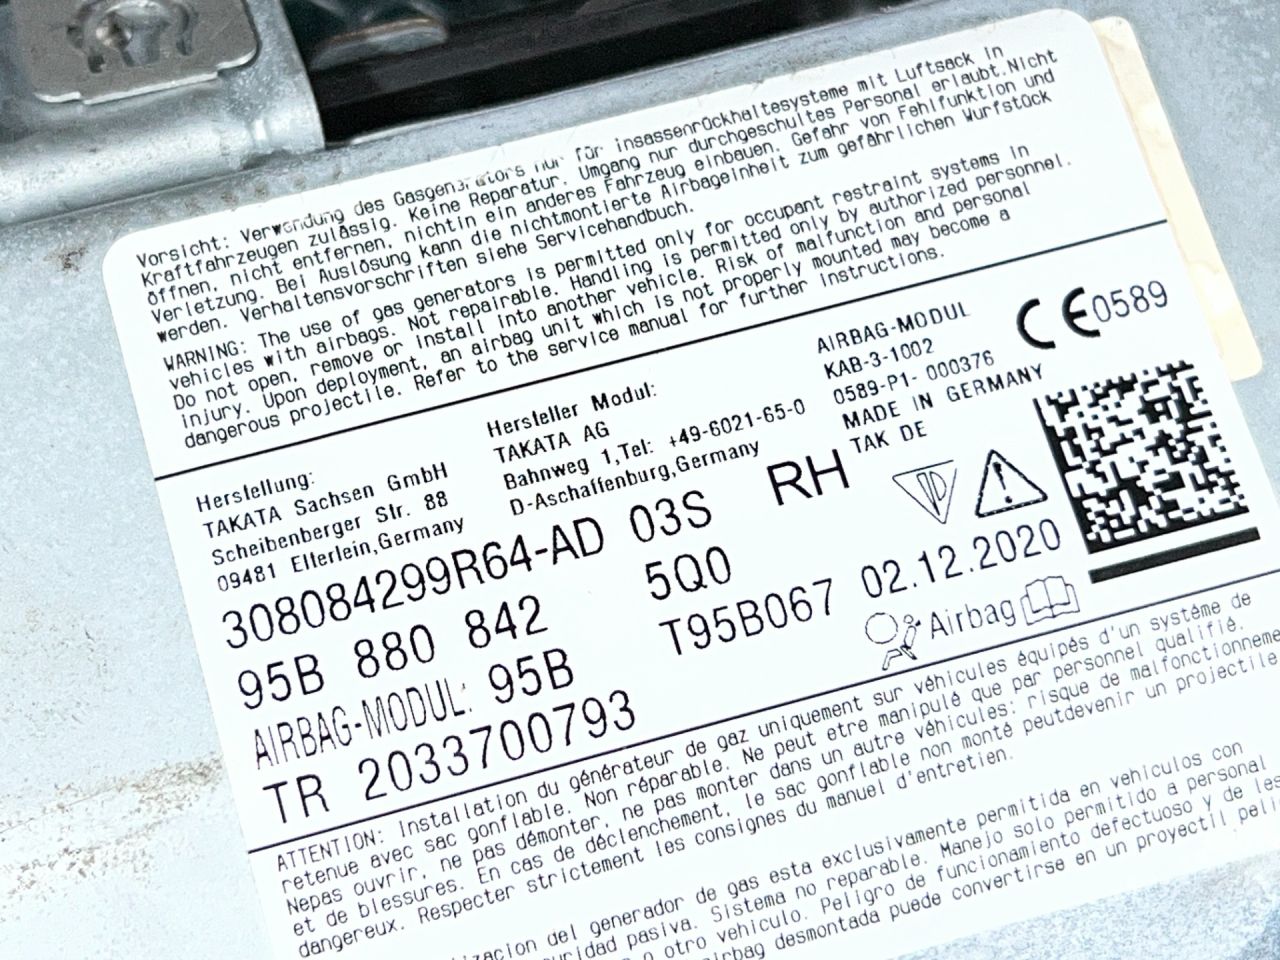 Vorsicht: Verwendung des Gasgenerators nur für insassenrückhaltesysteme mit Luftsack in
Kraftfahrzeugen zulässig. Keine Reparatur. Umgang nur durchgeschultes Personal erlaubt.Nicht
öffnen, nicht entfernen, nichtin ein anderes Fahrzeug einbauen. Gefahr von Fehlfunktion und
Verletzung. Bei Auslösung kann die nichtmontierte Airbageinheit zum gefährlichen Wurfstück
werden. Verhaltensvorschriften siehe Servicehandbuch.
WARNING: The use of gas generators is permitted only for occupant restraint systems in
vehicles with airbags. Not repairable. Handling is permitted only by authorized personnel.
Do not open, remove or install into another vehicle. Risk of malfunction and personal
injury. Upon deployment, an airbag unit which is not properly mounted may become a
dangerous projectile. Refer to the service manual for further instructions.
Herstellung:
TAKATA Sachsen GmbH
Scheibenberger Str. 88
09481 Elterlein,Germany
Hersteller Modul:
TAKATA AG
Bahnweg 1,Tel: +49-6021-65-0
D-Aschaffenburg,Germany
AIRBAG-MODUL
KAB-3-1002
0589-P1- 000376
MADE IN GERMANY
TAK DE
CE0589
308084299R64-AD 03S RH
95B 880 842 5Q0
AIRBAG-MODUL: 95B T95B067 02.12.2020
TR 2033700793
Airbag
ATTENTION: Installation du générateur de gaz uniquement sur véhicules équipés d'un système de
retenue avec sac gonflable. Non réparable. Ne peut etre manipulé que par personnel qualifié.
Nepas ouvrir, ne pas démonter, ne pas monter dans un autre véhicules: risque de malfonctionneme
et de blessures. En cas de déclenchement, le sac gonflable non monté peutdevenir un projectile
dangereux. Respecter strictement les consignes du manuel d'entretien.
lizacion del generador de gas esta exclusivamente permitida en vehiculos con
uridad pasiva. Sistema no reparable. Manejo solo permitido a personal
o otro vehiculo. Peligro de funcionamiento defectuoso y de les
airbag desmontada puede convertirse en un proyectil peli